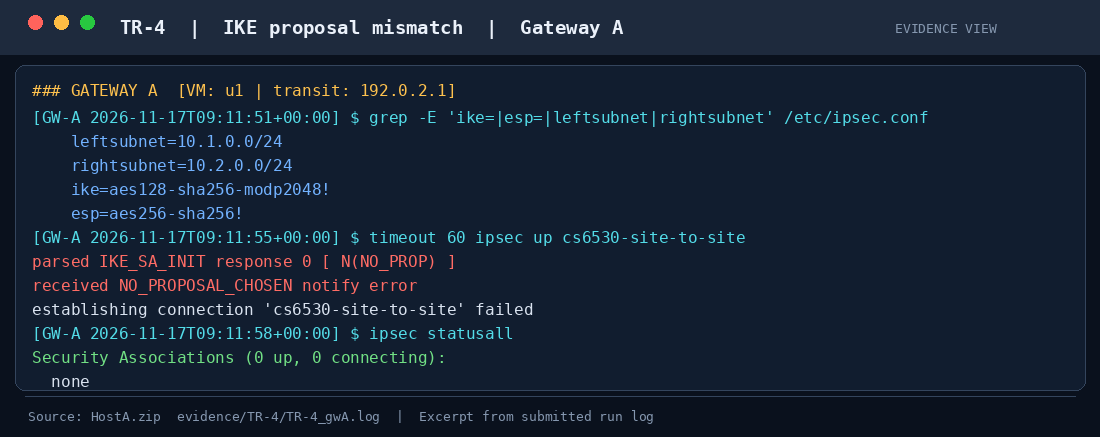 TR-4 | IKE proposal mismatch | Gateway A
EVIDENCE VIEW
### GATEWAY A [VM: u1 | transit: 192.0.2.1]
[GW-A 2026-11-17T09:11:51+00:00] $ grep -E 'ike=|esp=|leftsubnet|rightsubnet' /etc/ipsec.conf
    leftsubnet=10.1.0.0/24
    rightsubnet=10.2.0.0/24
    ike=aes128-sha256-modp2048!
    esp=aes256-sha256!
[GW-A 2026-11-17T09:11:55+00:00] $ timeout 60 ipsec up cs6530-site-to-site
parsed IKE_SA_INIT response 0 [ N(NO_PROP) ]
received NO_PROPOSAL_CHOSEN notify error
establishing connection 'cs6530-site-to-site' failed
[GW-A 2026-11-17T09:11:58+00:00] $ ipsec statusall
Security Associations (0 up, 0 connecting):
  none
Source: HostA.zip evidence/TR-4/TR-4_gwA.log | Excerpt from submitted run log